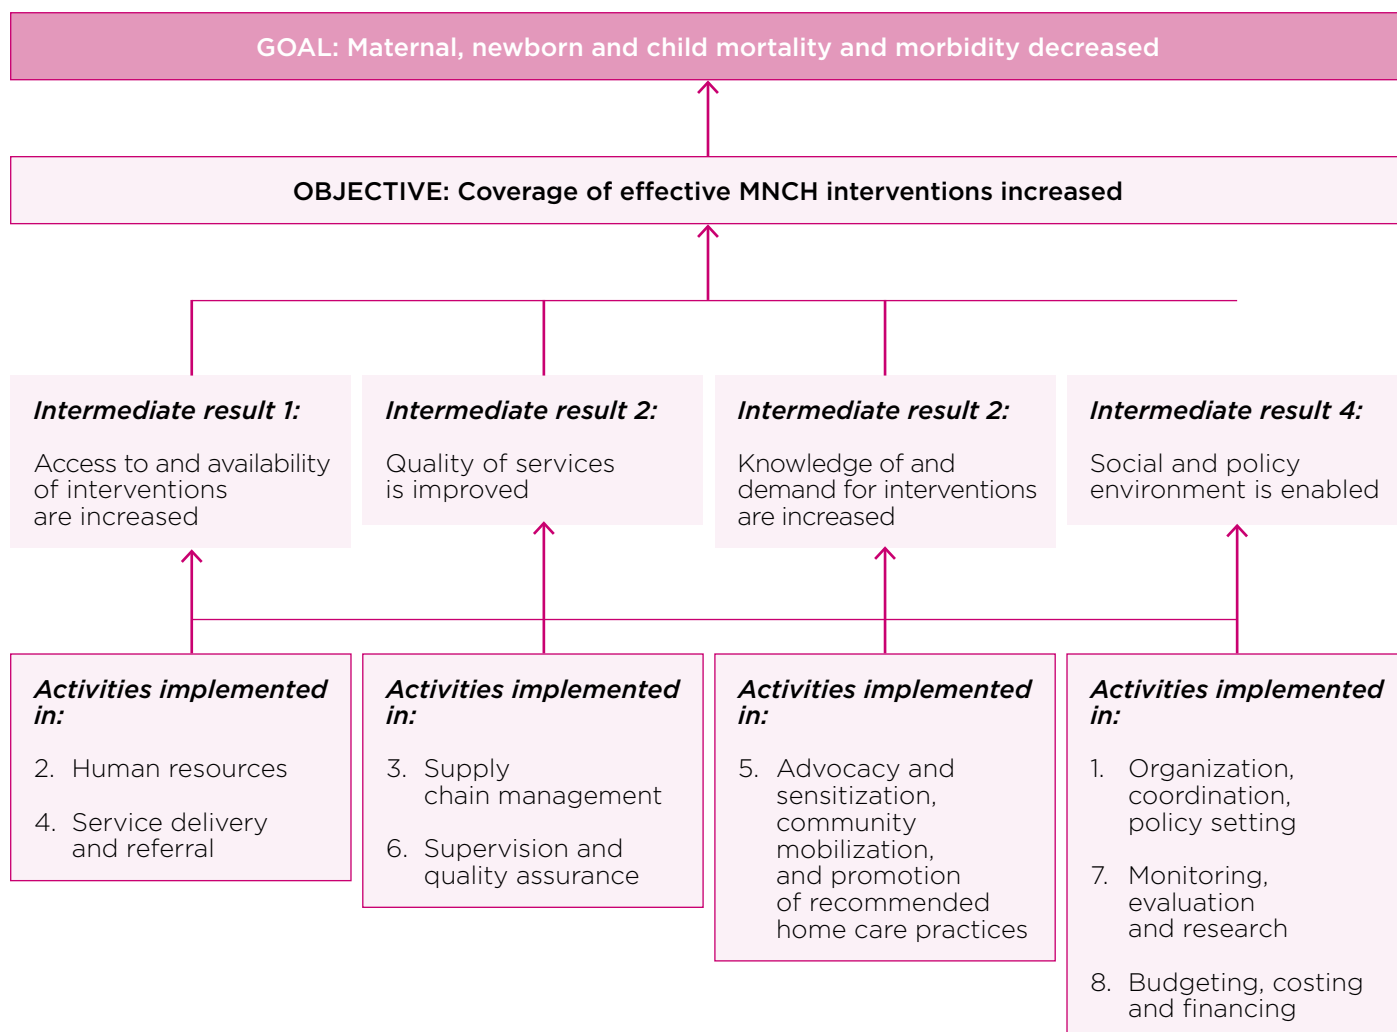 GOAL: Maternal, newborn and child mortality and morbidity decreased
OBJECTIVE: Coverage of effective MNCH interventions increased
Intermediate result 1:
Access to and availability
of interventions
are increased
Intermediate result 2:
Quality of services
is improved
Intermediate result 2:
Knowledge of and
demand for interventions
are increased
Intermediate result 4:
Social and policy
environment is enabled
Activities implemented
in:
2. Human resources
4. Service delivery
and referral
Activities implemented
in:
3. Supply
chain management
6. Supervision and
quality assurance
Activities implemented
in:
5. Advocacy and
sensitization,
community
mobilization,
and promotion
of recommended
home care practices
Activities implemented
in:
1. Organization,
coordination,
policy setting
7. Monitoring,
evaluation
and research
8. Budgeting, costing
and financing